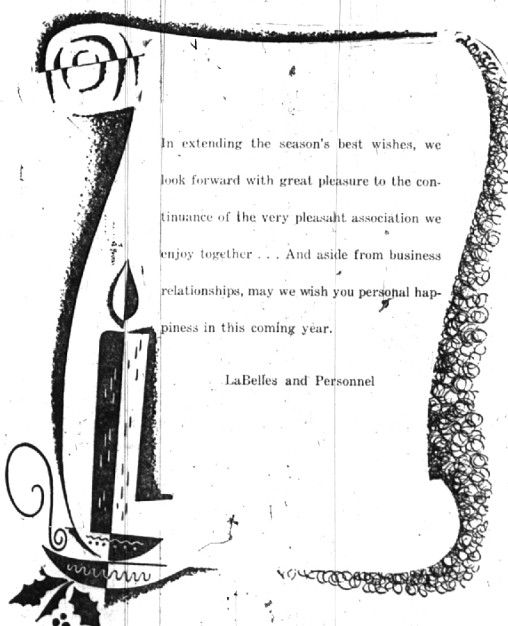 In extending the season's best wishes, we
look forward with great pleasure to the con-
tinuance of the very pleasant association we
enjoy together . . . And aside from business
relationships, may we wish you personal hap-
piness in this coming year.
LaBelles and Personnel